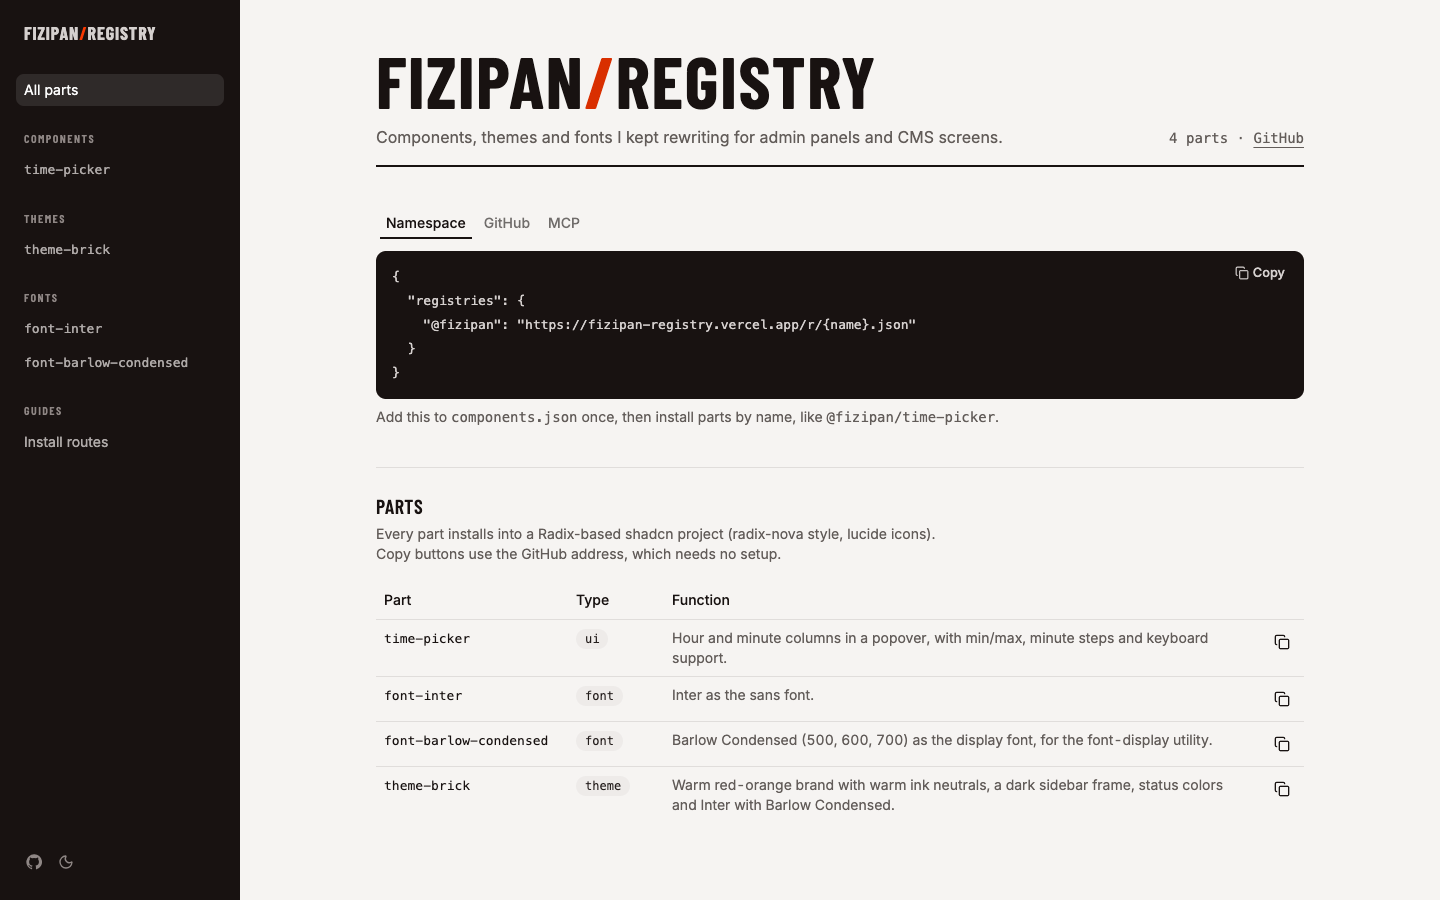 FIZIPAN/REGISTRY
All parts
COMPONENTS
time-picker
THEMES
theme-brick
FONTS
font-inter
font-barlow-condensed
GUIDES
Install routes
FIZIPAN/REGISTRY
Components, themes and fonts I kept rewriting for admin panels and CMS screens.
4 parts · GitHub
Namespace GitHub MCP
Copy
{
"registries": {
"@fizipan": "https://fizipan-registry.vercel.app/r/{name}.json"
}
}
Add this to components.json once, then install parts by name, like @fizipan/time-picker.
PARTS
Every part installs into a Radix-based shadcn project (radix-nova style, lucide icons).
Copy buttons use the GitHub address, which needs no setup.
Part Type Function
time-picker ui Hour and minute columns in a popover, with min/max, minute steps and keyboard
support.
font-inter font Inter as the sans font.
font-barlow-condensed font Barlow Condensed (500, 600, 700) as the display font, for the font-display utility.
theme-brick theme Warm red-orange brand with warm ink neutrals, a dark sidebar frame, status colors
and Inter with Barlow Condensed.